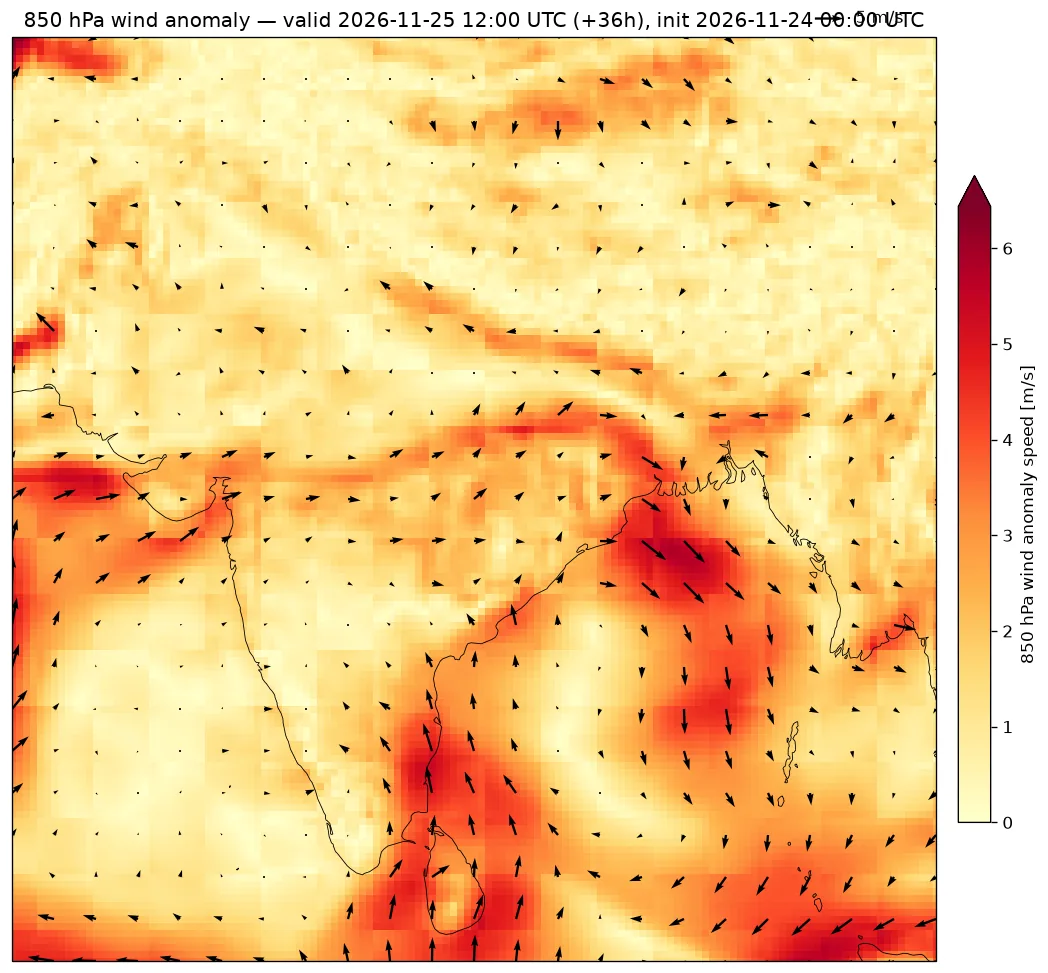 850 hPa wind anomaly — valid 2026-11-25 12:00 UTC (+36h), init 2026-11-24 00:00 UTC
5 m/s
6
5
4
3
2
1
0
850 hPa wind anomaly speed [m/s]